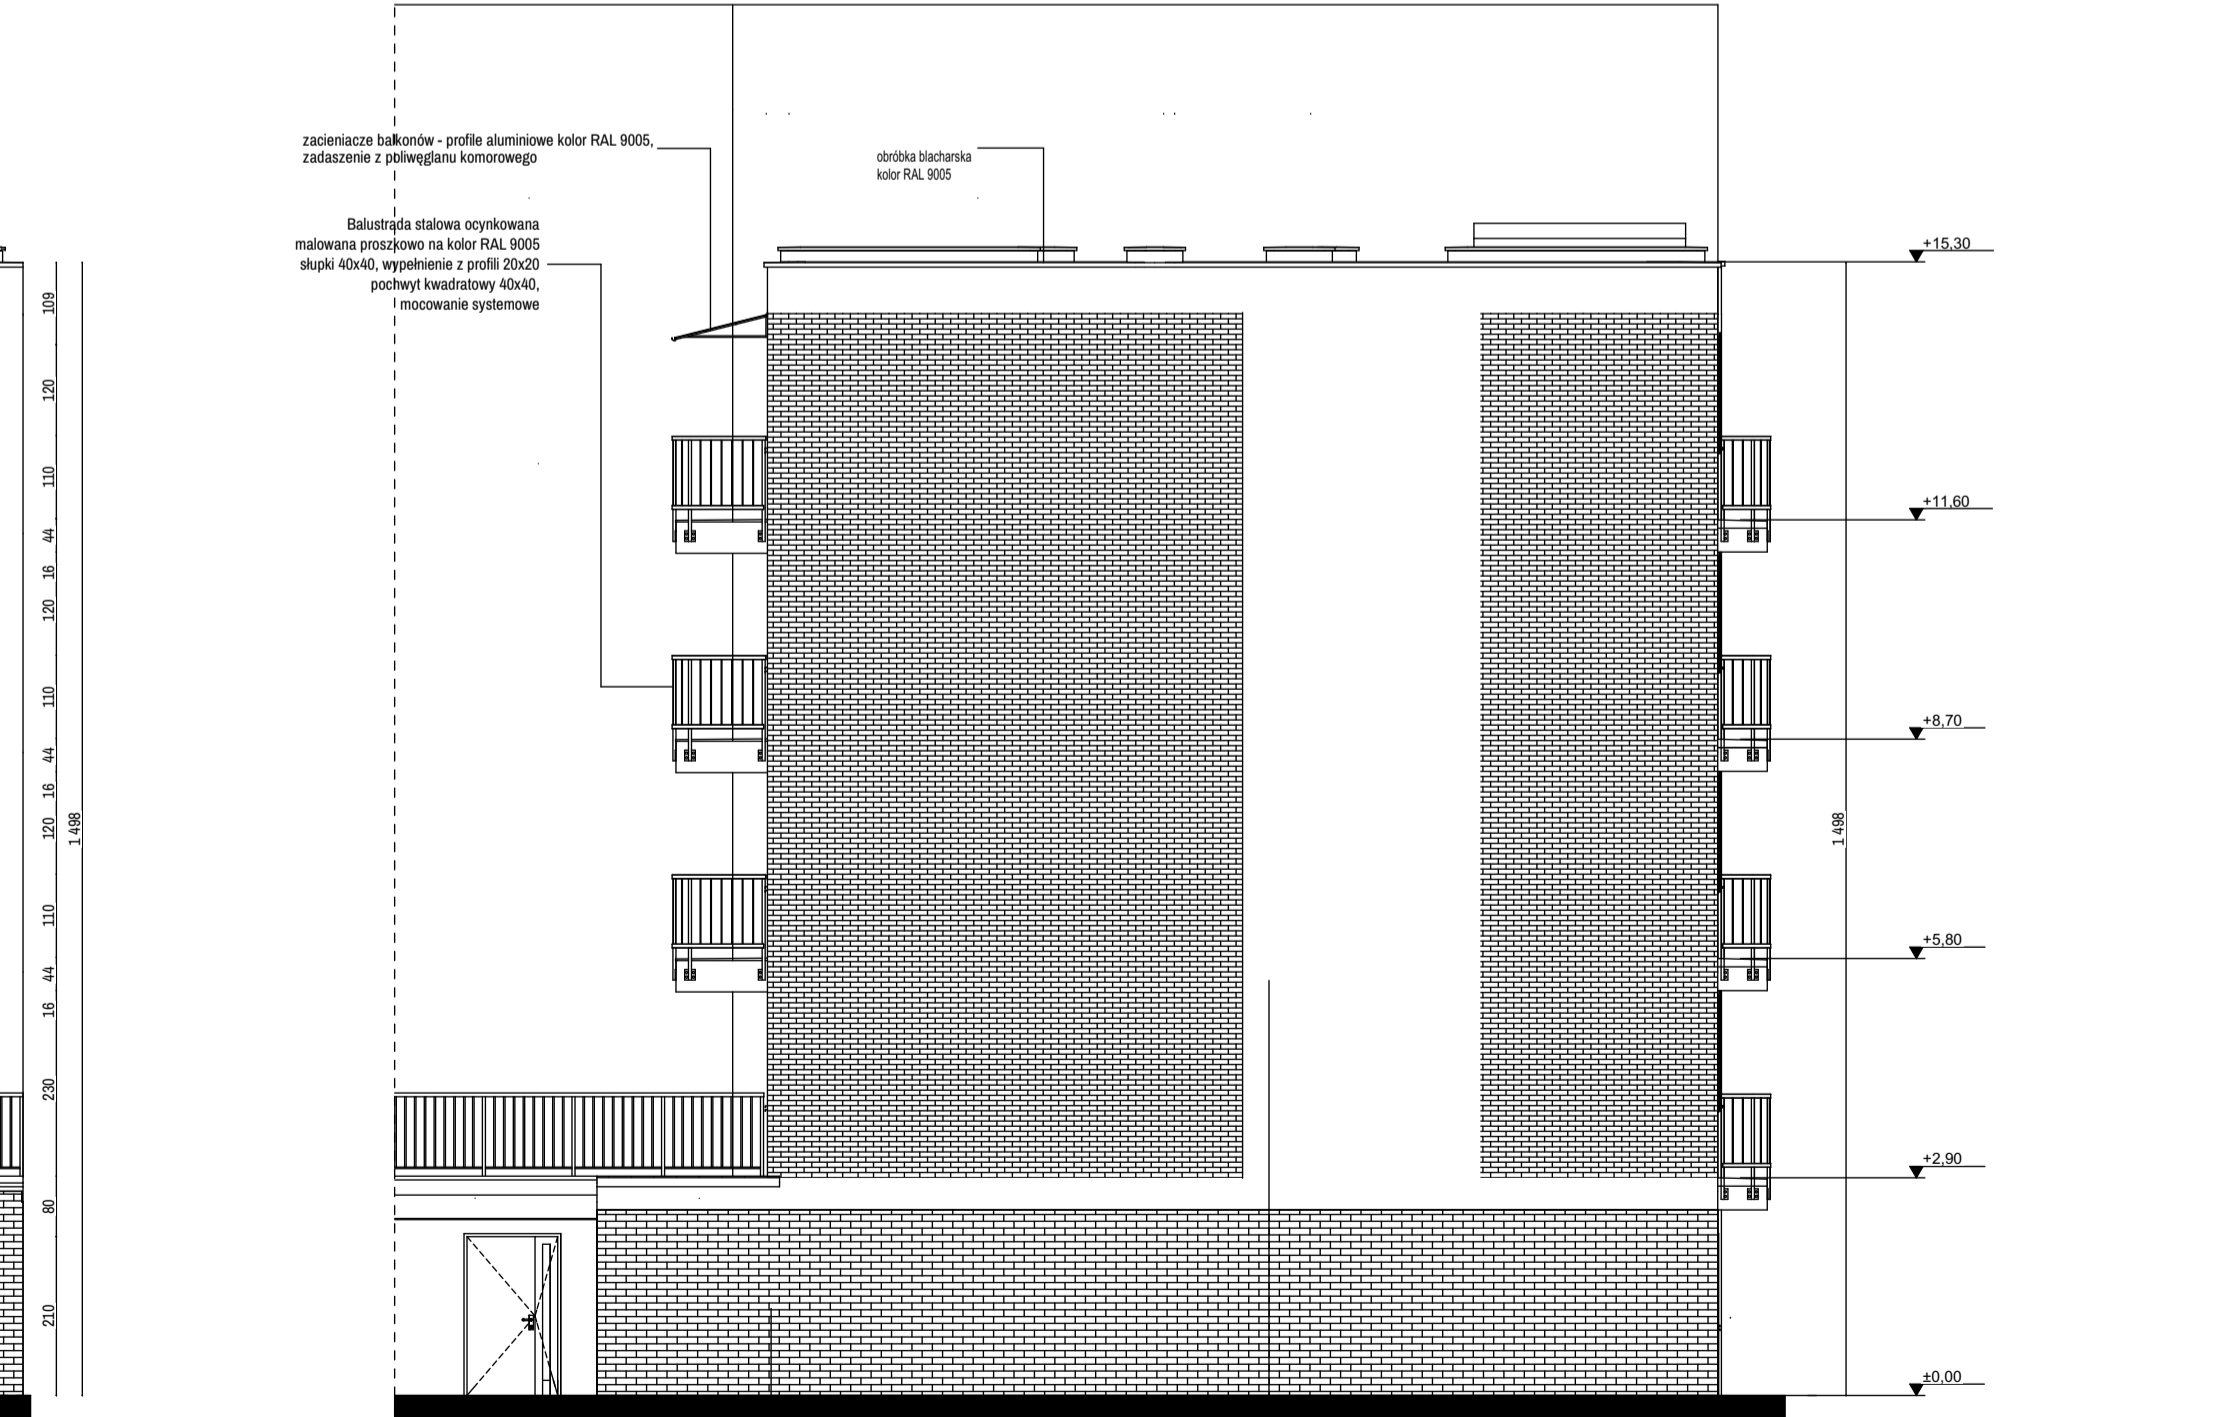 zacieniacze balkonów - profile aluminiowe kolor RAL 9005,
zadaszenie z poliwęglanu komorowego
obróbka blacharska
kolor RAL 9005
Balustrada stalowa ocynkowana
malowana proszkowo na kolor RAL 9005
słupki 40x40, wypełnienie z profili 20x20
pochwyt kwadratowy 40x40,
mocowanie systemowe
109
120
110
44
16
120
110
44
16
120
110
44
16
230
80
210
1 498
+15,30
+11,60
+8,70
+5,80
+2,90
±0,00
1 498